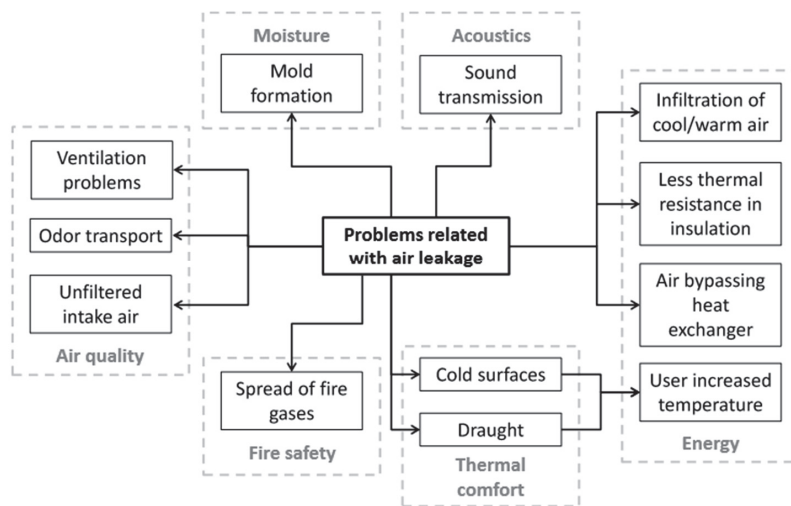 Moisture
Mold
formation
Acoustics
Sound
transmission
Ventilation
problems
Odor transport
Unfiltered
intake air
Air quality
Problems related
with air leakage
Infiltration of
cool/warm air
Less thermal
resistance in
insulation
Air bypassing
heat
exchanger
User increased
temperature
Energy
Spread of fire
gases
Fire safety
Cold surfaces
Draught
Thermal
comfort